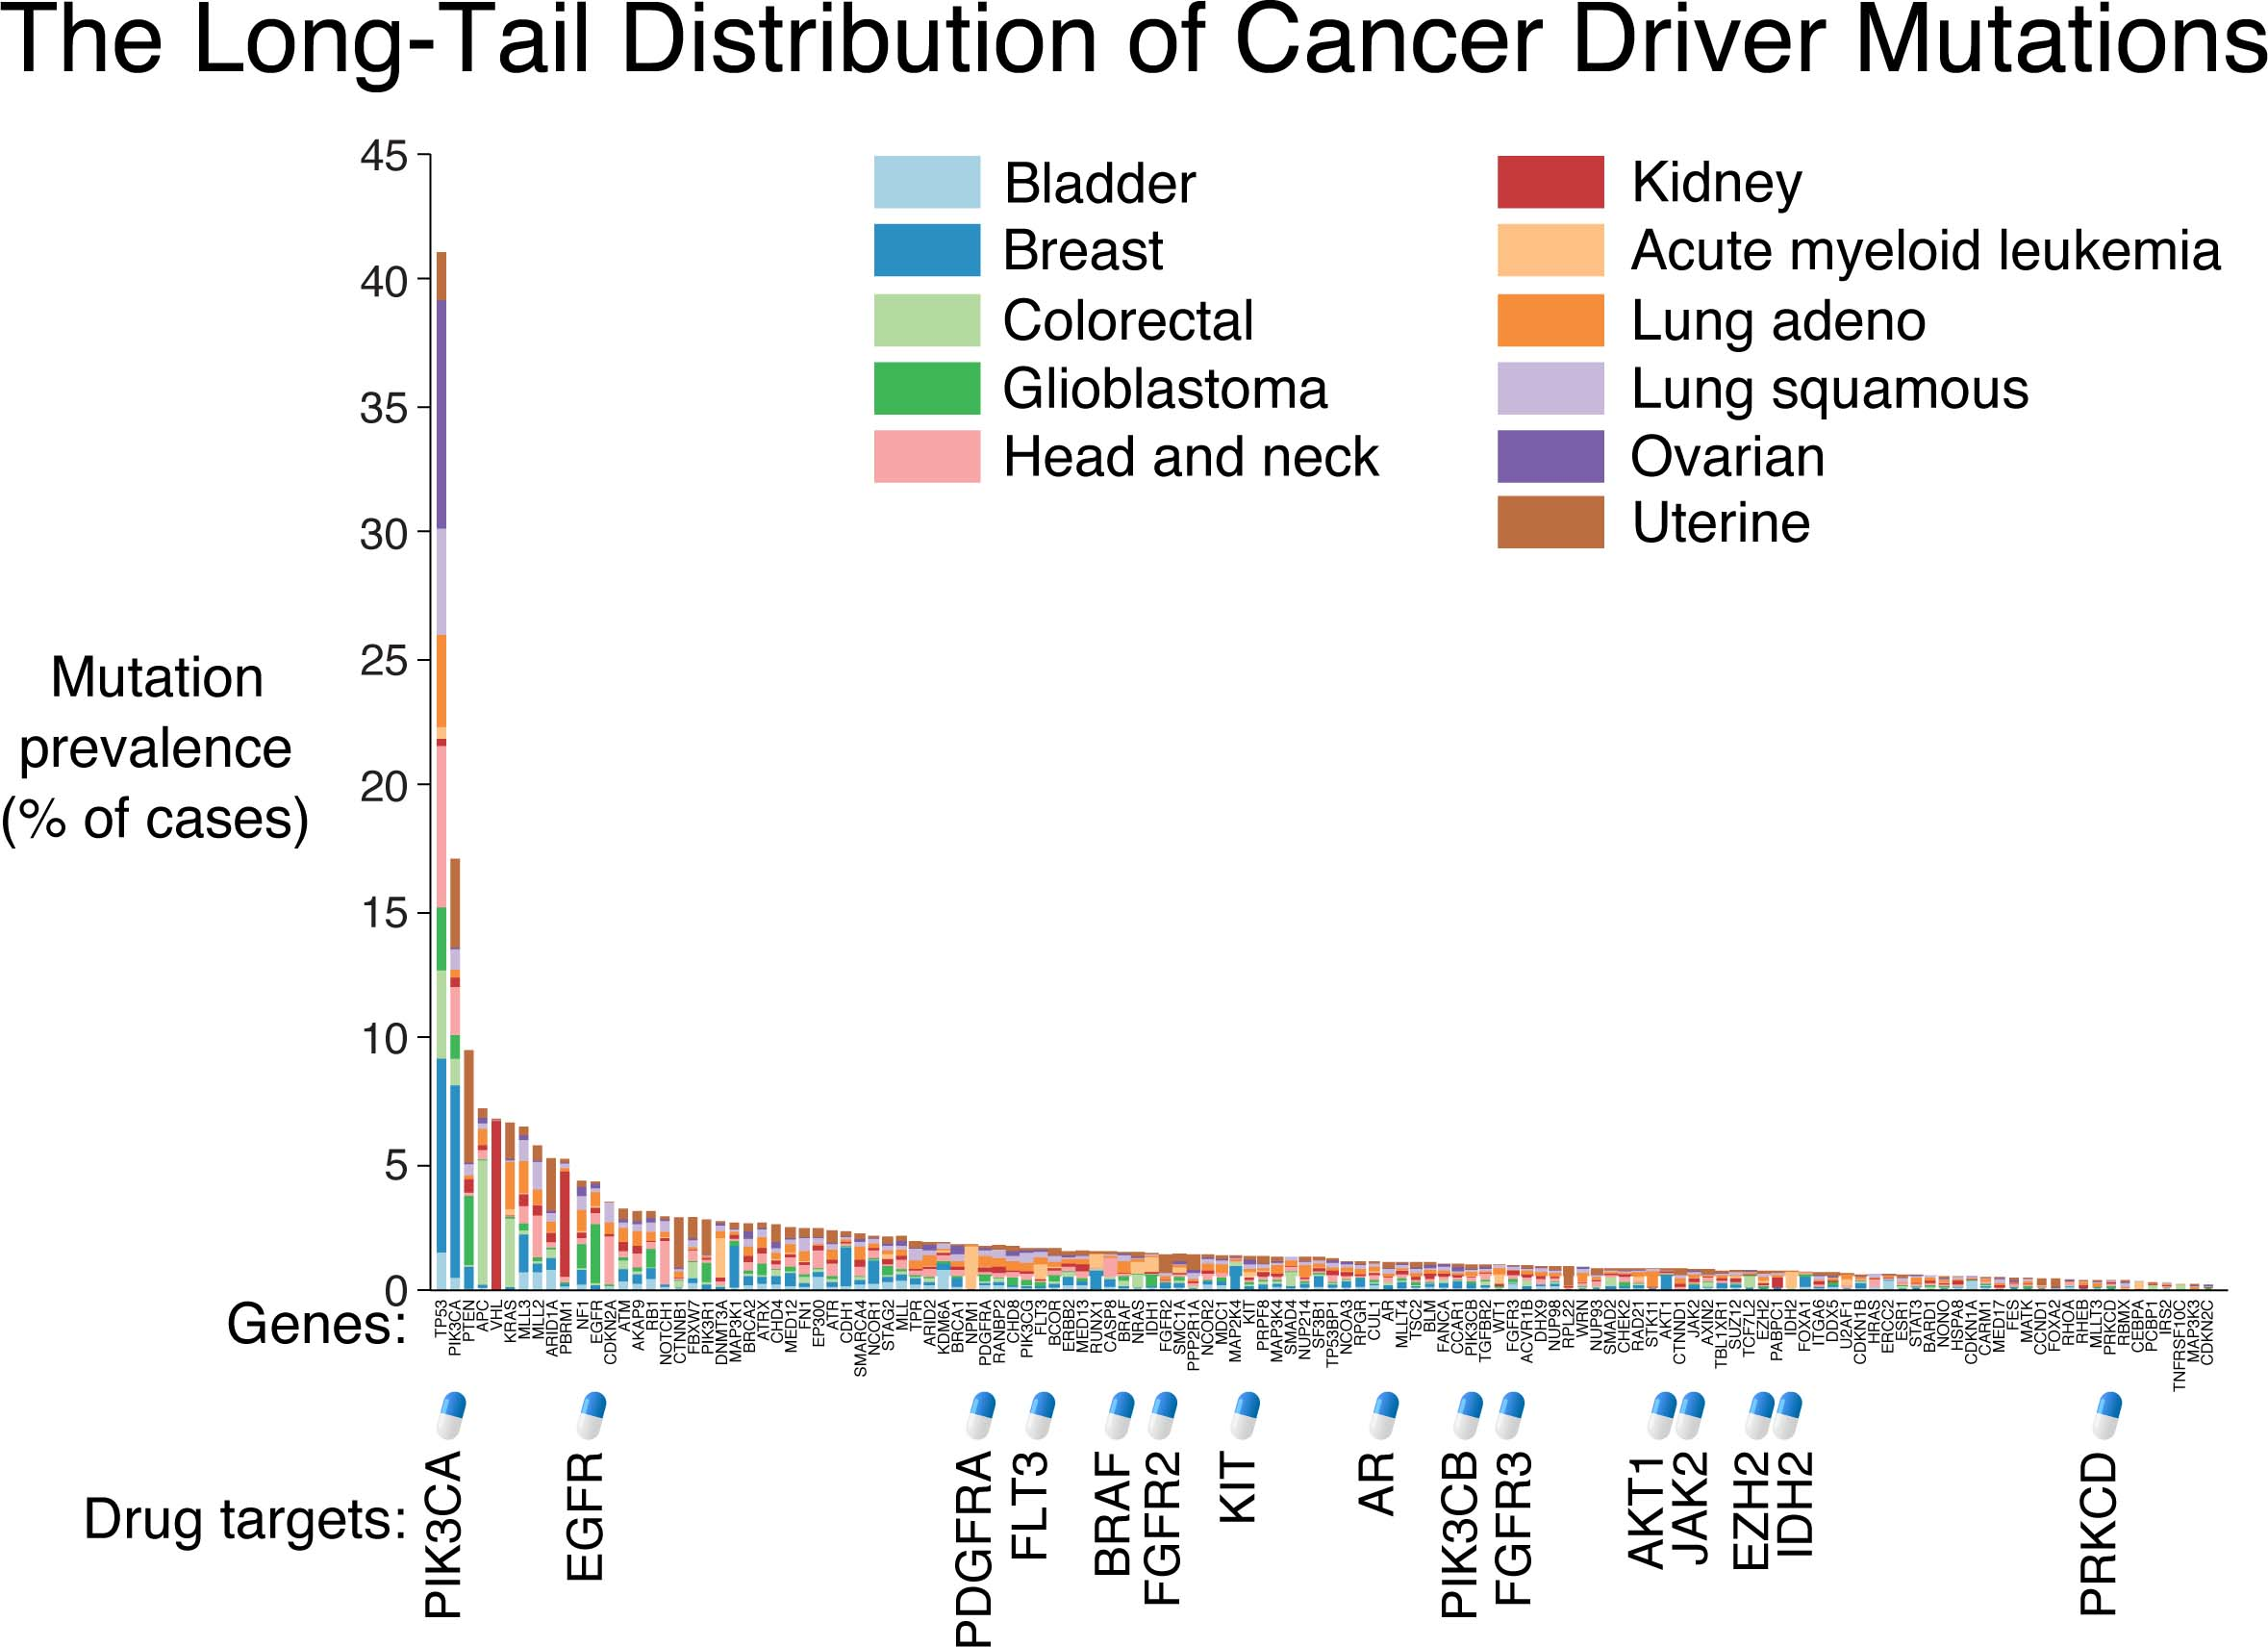 The Long-Tail Distribution of Cancer Driver Mutations
45
40
35
30
25
20
15
10
5
0
Mutation
prevalence
(% of cases)
Bladder
Breast
Colorectal
Glioblastoma
Head and neck
Kidney
Acute myeloid leukemia
Lung adeno
Lung squamous
Ovarian
Uterine
Genes:
TP53
PIK3CA
PTEN
APC
VHL
KRAS
MLL3
MLL2
ARID1A
PBRM1
NF1
EGFR
CDKN2A
ATM
AKAP9
RB1
NOTCH1
CTNNB1
FBXW7
PIK3R1
DNMT3A
MAP3K1
BRCA2
ATRX
CHD4
MED12
FN1
EP300
ATR
CDH1
SMARCA4
NCOR1
STAG2
MLL
TPR
ARID2
KDM6A
BRCA1
NPM1
PDGFRA
RANBP2
CHD8
PIK3CG
FLT3
BCOR
ERBB2
MED13
RUNX1
CASP8
BRAF
NRAS
IDH1
FGFR2
SMC1A
PPP2R1A
NCOR2
MDC1
MAP2K4
KIT
PRPF8
MAP3K4
SMAD4
NUP214
SF3B1
TP53BP1
NCOA3
RPGR
CUL1
AR
MLLT4
TSC2
BLM
FANCA
CCAR1
PIK3CB
TGFBR2
WT1
FGFR3
ACVR1B
DHX9
NUP98
RPL22
WRN
NUP93
SMAD2
CHEK2
RAD21
STK11
AKT1
CTNND1
JAK2
AXIN2
TBL1XR1
SUZ12
TCF7L2
EZH2
PABPC1
IDH2
FOXA1
ITGA6
DDX5
U2AF1
CDKN1B
HRAS
ERCC2
ESR1
STAT3
BARD1
NONO
HSPA8
CDKN1A
CARM1
MED17
FES
MATK
CCND1
FOXA2
RHOA
RHEB
MLLT3
PRKCD
RBMX
CEBPA
PCBP1
IRS2
TNFRSF10C
MAP3K3
CDKN2C
Drug targets:
PIK3CA
EGFR
PDGFRA
FLT3
BRAF
FGFR2
KIT
AR
PIK3CB
FGFR3
AKT1
JAK2
EZH2
IDH2
PRKCD